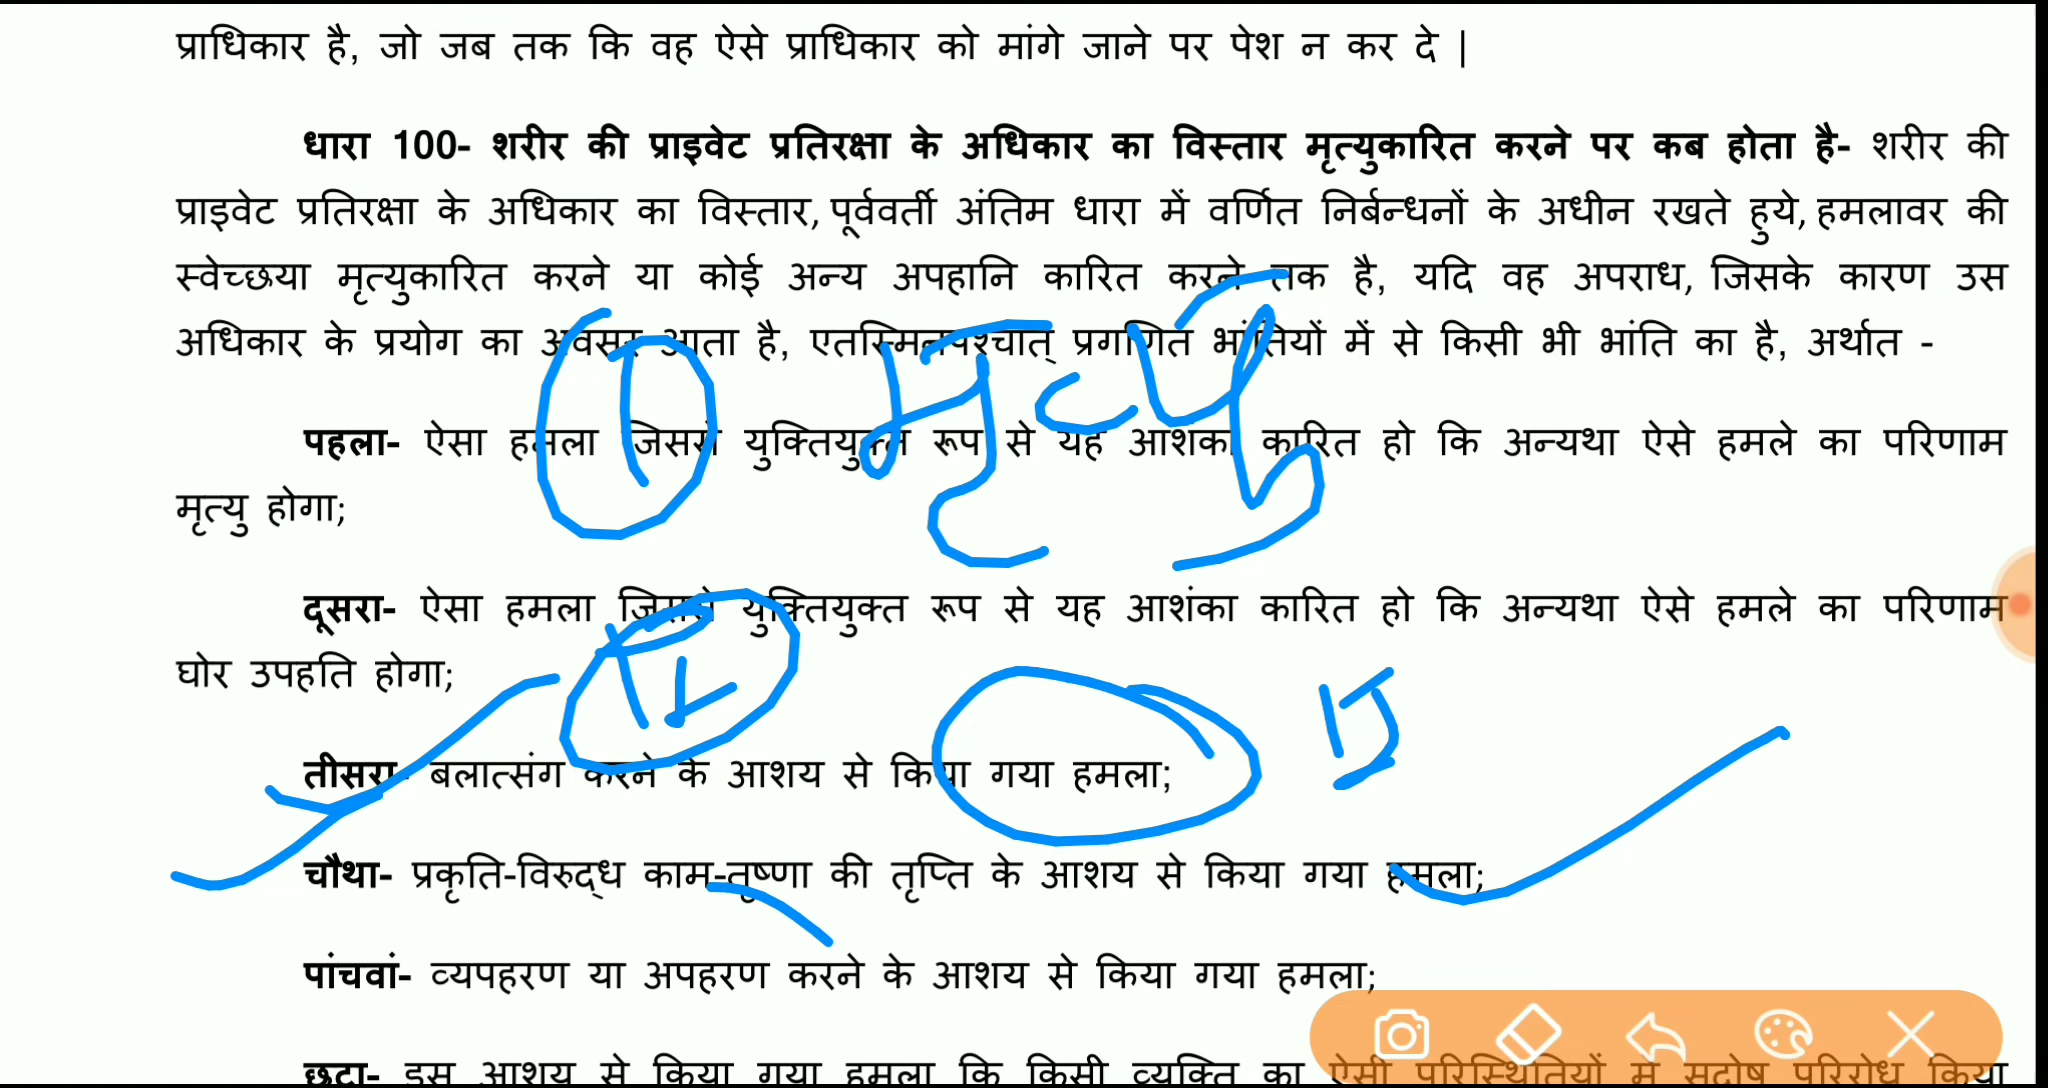 प्राधिकार है, जो जब तक कि वह ऐसे प्राधिकार को मांगे जाने पर पेश न कर दे |
धारा 100- शरीर की प्राइवेट प्रतिरक्षा के अधिकार का विस्तार मृत्युकारित करने पर कब होता है- शरीर की
प्राइवेट प्रतिरक्षा के अधिकार का विस्तार, पूर्ववर्ती अंतिम धारा में वर्णित निर्बन्धनों के अधीन रखते हुये, हमलावर की
स्वेच्छया मृत्युकारित करने या कोई अन्य अपहानि कारित करने तक है, यदि वह अपराध, जिसके कारण उस
अधिकार के प्रयोग का अवसर आता है, एतस्मिनपश्चात् प्रगणित भांतियों में से किसी भी भांति का है, अर्थात -
पहला- ऐसा हमला जिससे युक्तियुक्त रूप से यह आशंका कारित हो कि अन्यथा ऐसे हमले का परिणाम
मृत्यु होगा;
दूसरा- ऐसा हमला जिससे युक्तियुक्त रूप से यह आशंका कारित हो कि अन्यथा ऐसे हमले का परिणाम
घोर उपहति होगा;
तीसरा- बलात्संग करने के आशय से किया गया हमला;
चौथा- प्रकृति-विरुद्ध काम-तृष्णा की तृप्ति के आशय से किया गया हमला;
पांचवां- व्यपहरण या अपहरण करने के आशय से किया गया हमला;
छठा- इस आशय से किया गया हमला कि किसी व्यक्ति का ऐसी परिस्थितियों में सदोष परिरोध किया